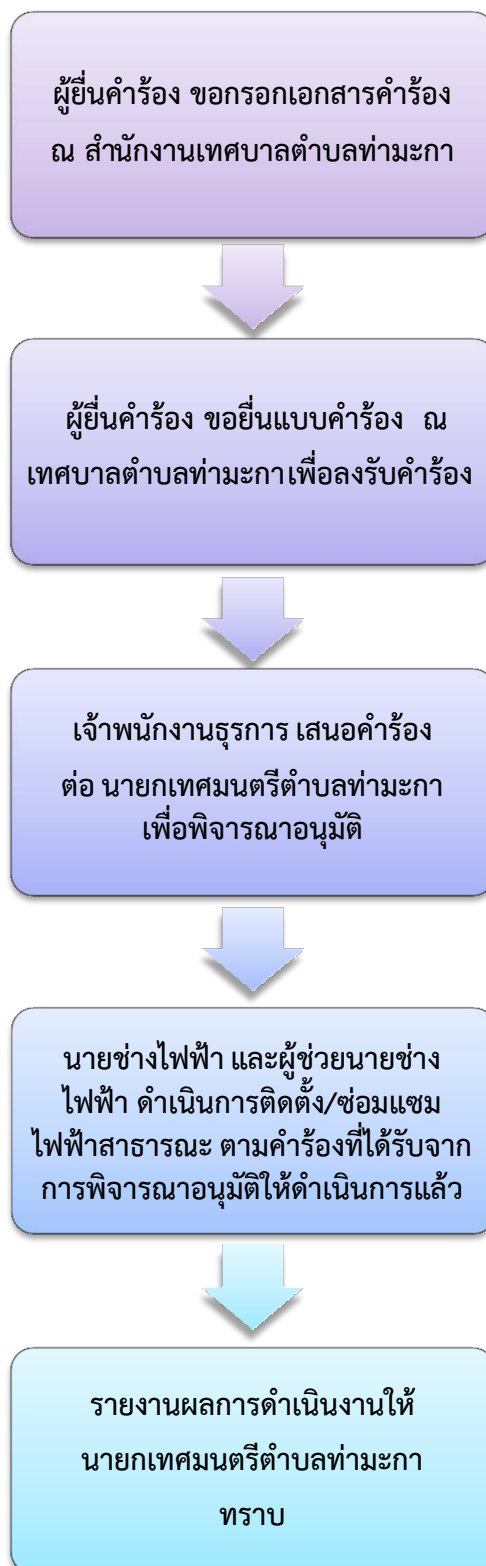 ผู้ยื่นคำร้อง ขอกรอกเอกสารคำร้อง
ณ สำนักงานเทศบาลตำบลท่ามะกา
ผู้ยื่นคำร้อง ขอยื่นแบบคำร้อง ณ
เทศบาลตำบลท่ามะกาเพื่อลงรับคำร้อง
เจ้าพนักงานธุรการ เสนอคำร้อง
ต่อ นายกเทศมนตรีตำบลท่ามะกา
เพื่อพิจารณาอนุมัติ
นายช่างไฟฟ้า และผู้ช่วยนายช่าง
ไฟฟ้า ดำเนินการติดตั้ง/ซ่อมแซม
ไฟฟ้าสาธารณะ ตามคำร้องที่ได้รับจาก
การพิจารณาอนุมัติให้ดำเนินการแล้ว
รายงานผลการดำเนินงานให้
นายกเทศมนตรีตำบลท่ามะกา
ทราบ